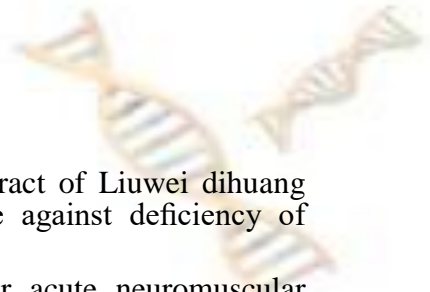 ract of Liuwei dihuang
against deficiency of
acute neuromuscular